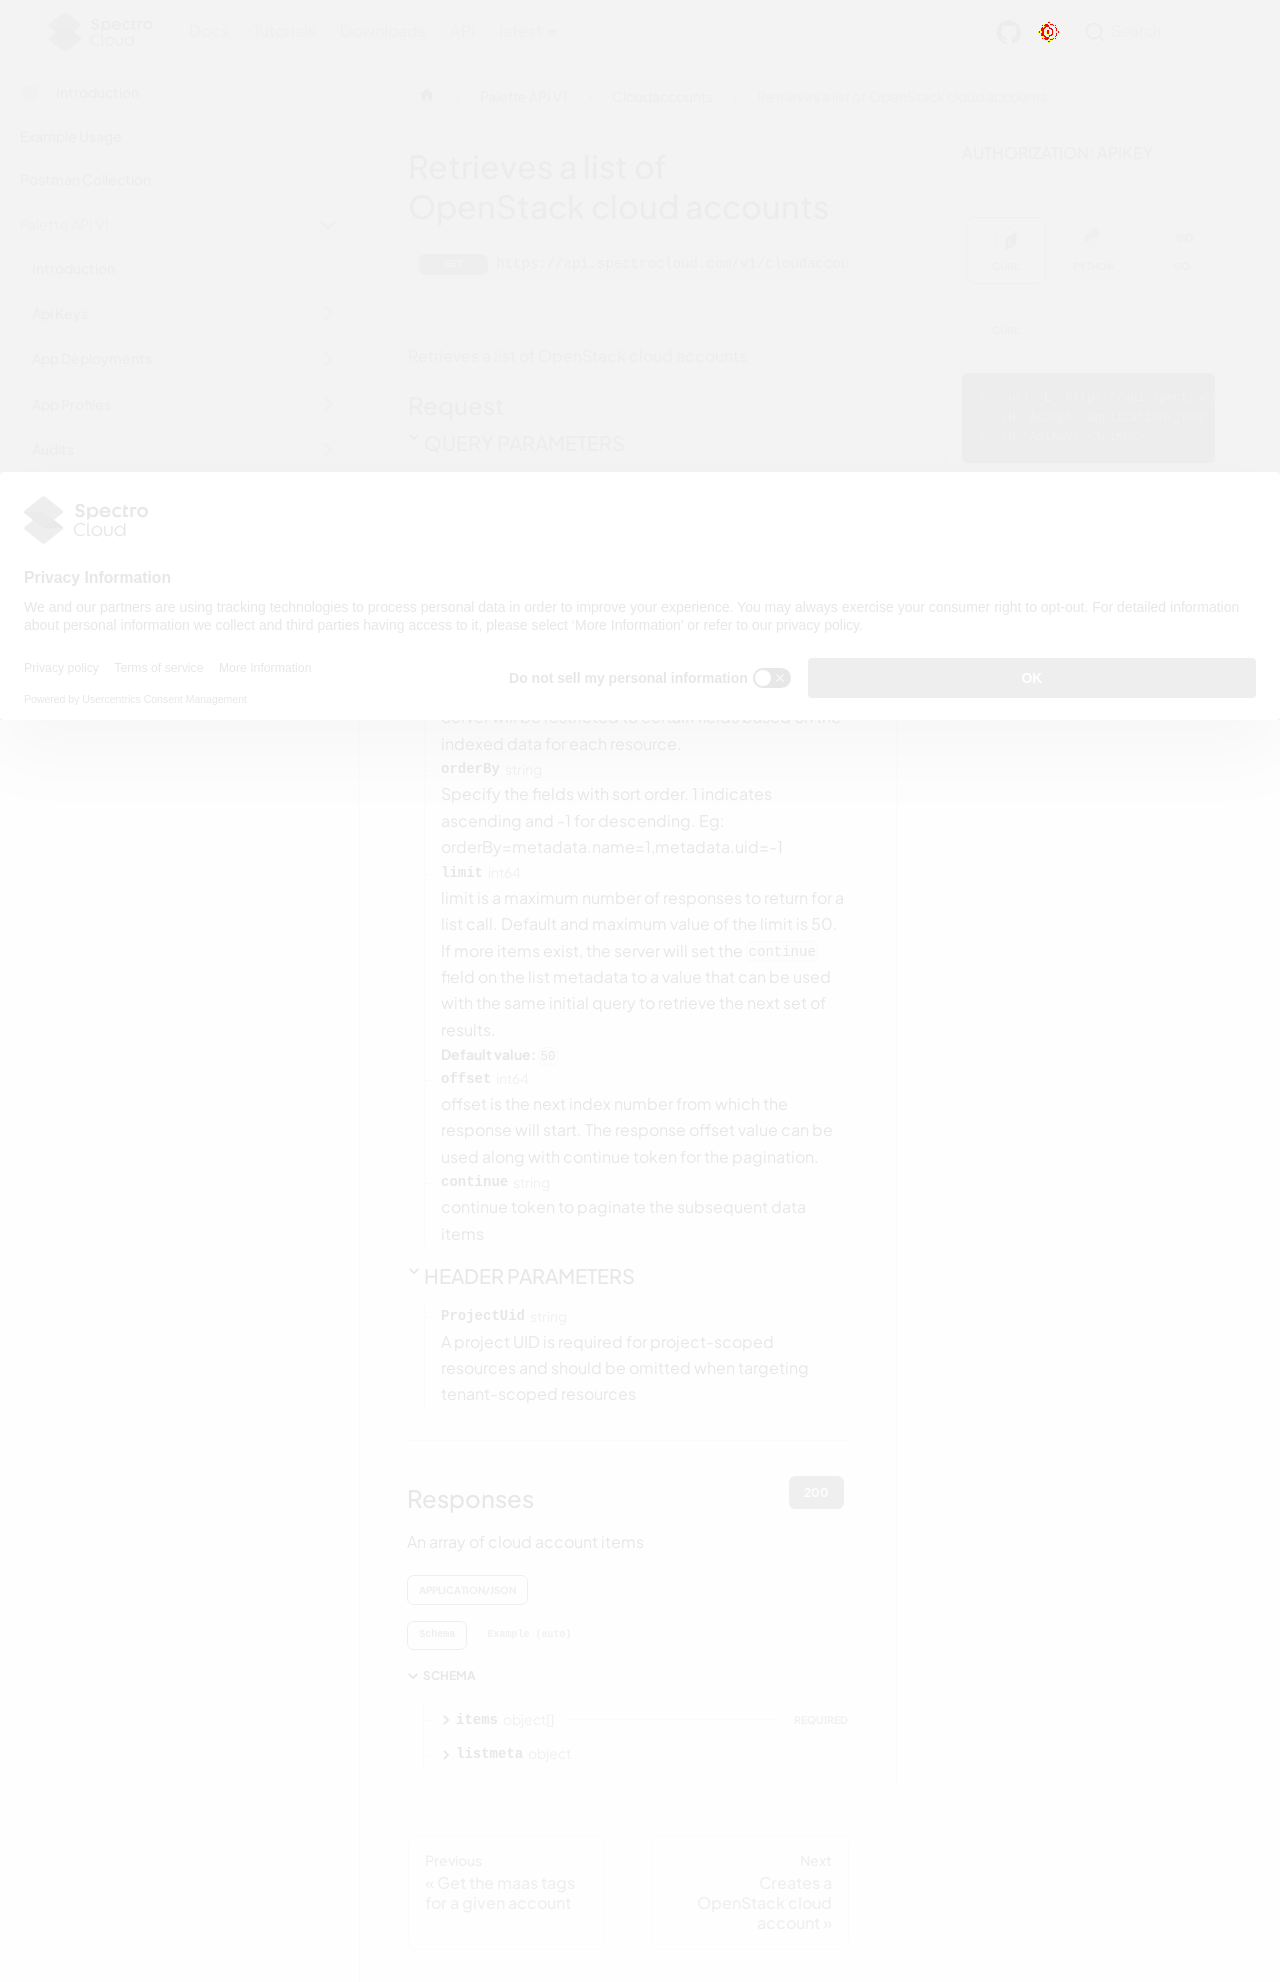 Spectro
Cloud
Docs Tutorials Downloads API latest
Search
Introduction
Example Usage
Postman Collection
Palette API V1
Introduction
Api Keys
App Deployments
App Profiles
Audits
Palette API V1
Cloudaccounts
Retrieves a list of OpenStack cloud accounts
Retrieves a list of
OpenStack cloud accounts
GET https://api.spectrocloud.com/v1/cloudaccou
Retrieves a list of OpenStack cloud accounts
Request
QUERY PARAMETERS
AUTHORIZATION: APIKEY
CURL PYTHON GO
CURL
Spectro
Cloud
Privacy Information
We and our partners are using tracking technologies to process personal data in order to improve your experience. You may always exercise your consumer right to opt-out. For detailed information
about personal information we collect and third parties having access to it, please select ‘More Information’ or refer to our privacy policy.
Privacy policy Terms of service More Information
Powered by Usercentrics Consent Management
Do not sell my personal information
OK
server will be restricted to certain fields based on the
indexed data for each resource.
orderBy string
Specify the fields with sort order. 1 indicates
ascending and -1 for descending. Eg:
orderBy=metadata.name=1,metadata.uid=-1
limit int64
limit is a maximum number of responses to return for a
list call. Default and maximum value of the limit is 50.
If more items exist, the server will set the continue
field on the list metadata to a value that can be used
with the same initial query to retrieve the next set of
results.
Default value: 50
offset int64
offset is the next index number from which the
response will start. The response offset value can be
used along with continue token for the pagination.
continue string
continue token to paginate the subsequent data
items
HEADER PARAMETERS
ProjectUid string
A project UID is required for project-scoped
resources and should be omitted when targeting
tenant-scoped resources
Responses
200
An array of cloud account items
APPLICATION/JSON
Schema Example (auto)
SCHEMA
items object[] REQUIRED
listmeta object
Previous
« Get the maas tags
for a given account
Next
Creates a
OpenStack cloud
account »